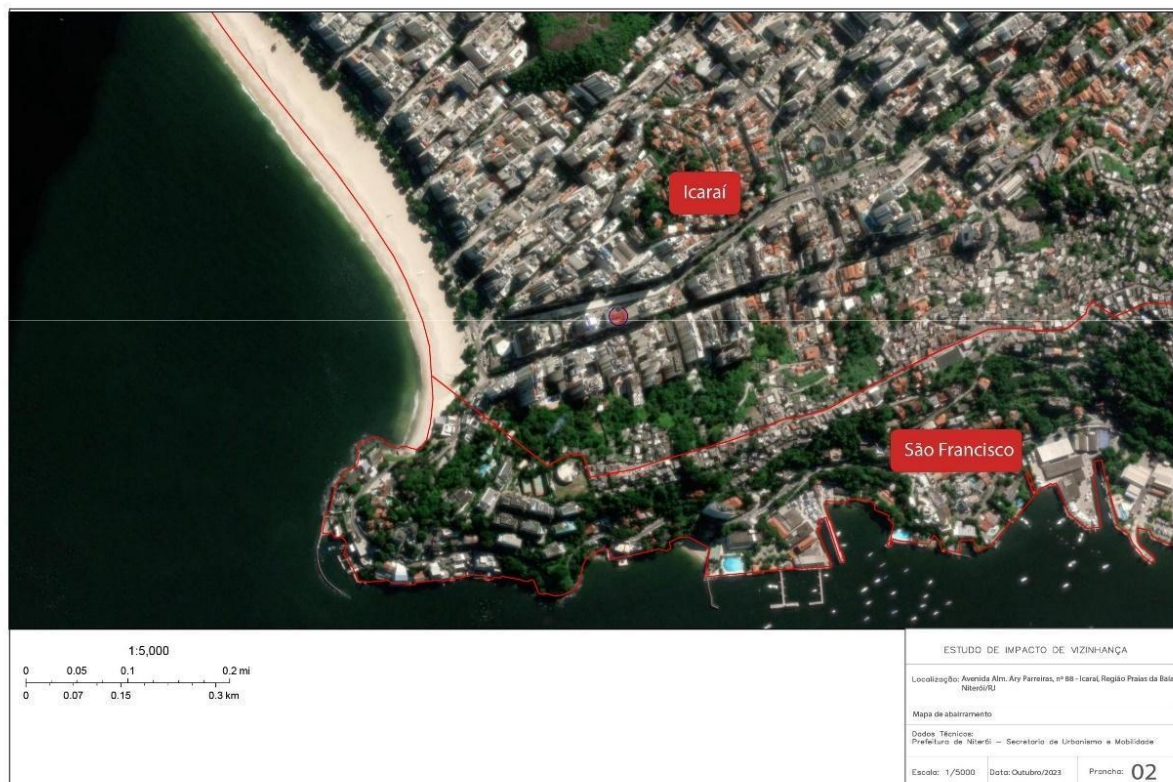 Icaraí
São Francisco
1:5,000
0 0.05 0.1 0.2 mi
0 0.07 0.15 0.3 km
ESTUDO DE IMPACTO DE VIZINHANÇA
Localização: Avenida Alm. Ary Parreiras, nº 88 - Icaraí, Região Praias da Baía
Niterói/RJ
Mapa de abairramento
Dados Técnicos:
Prefeitura de Niterói – Secretaria de Urbanismo e Mobilidade
Escala: 1/5000 Data: Outubro/2023 Prancha: 02